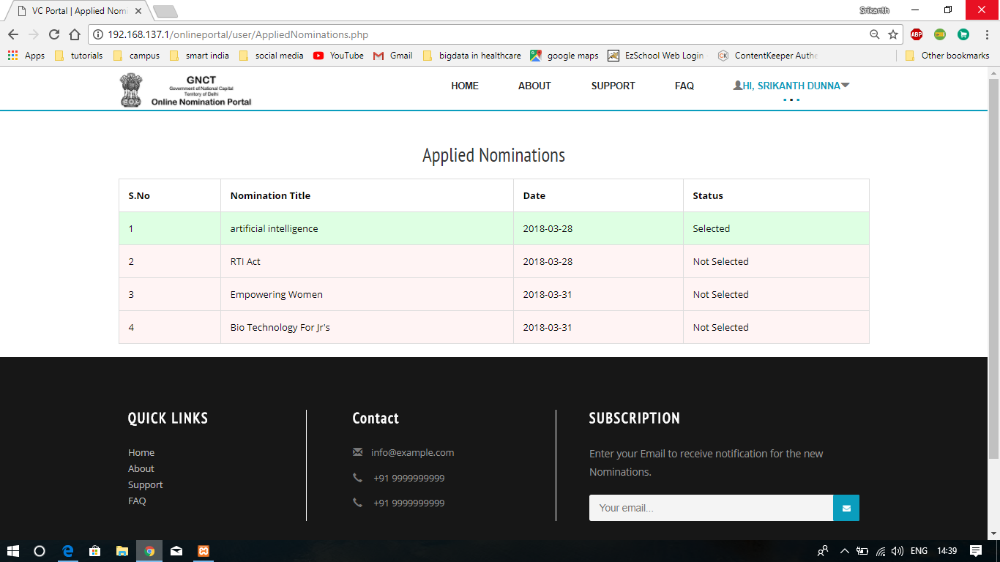 VC Portal | Applied Nomi
Srikanth
192.168.137.1/onlineportal/user/AppliedNominations.php
ABP
Apps tutorials campus smart india social media YouTube Gmail bigdata in healthcare google maps EzSchool Web Login CK ContentKeeper Authe Other bookmarks
GNCT
Government of National Capital
Territory of Delhi
Online Nomination Portal
HOME ABOUT SUPPORT FAQ HI, SRIKANTH DUNNA
Applied Nominations
S.No Nomination Title Date Status
1 artificial intelligence 2018-03-28 Selected
2 RTI Act 2018-03-28 Not Selected
3 Empowering Women 2018-03-31 Not Selected
4 Bio Technology For Jr's 2018-03-31 Not Selected
QUICK LINKS
Home
About
Support
FAQ
Contact
info@example.com
+91 9999999999
+91 9999999999
SUBSCRIPTION
Enter your Email to receive notification for the new
Nominations.
Your email...
ENG 14:39